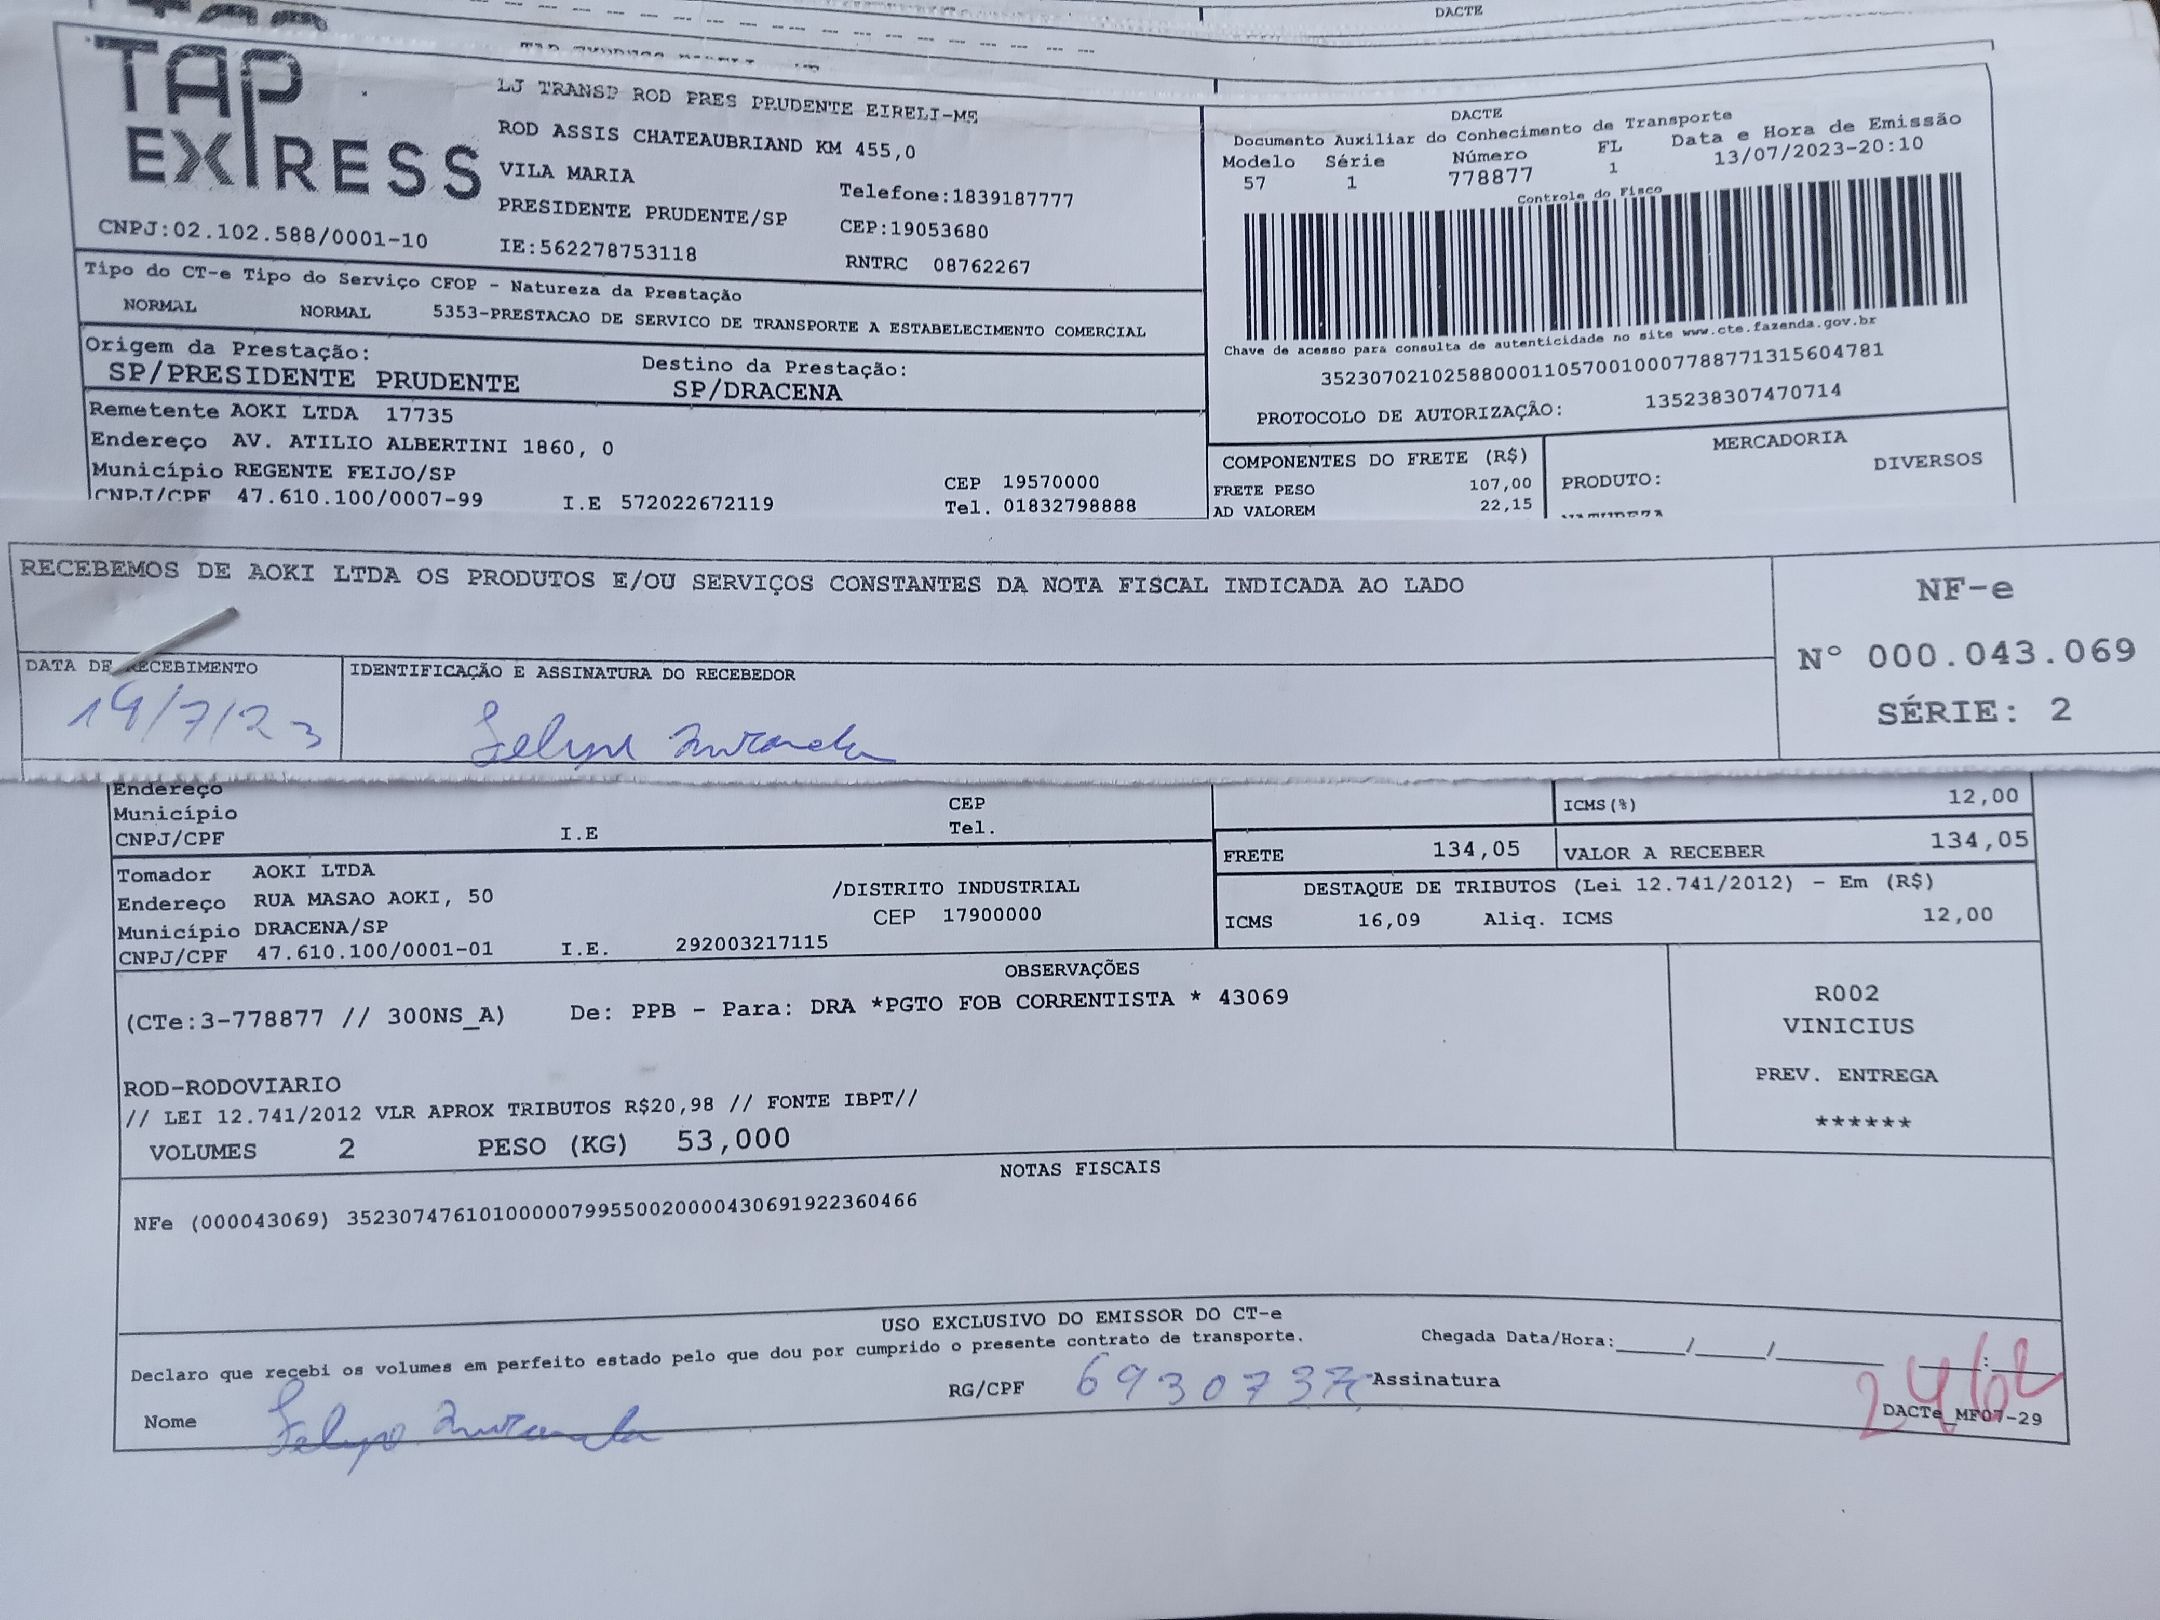 DACTE
TAP
EXPRESS
CNPJ:02.102.588/0001-10
LJ TRANSP ROD PRES PRUDENTE EIRELI-ME
ROD ASSIS CHATEAUBRIAND KM 455,0
VILA MARIA
Telefone:1839187777
PRESIDENTE PRUDENTE/SP
CEP:19053680
IE:562278753118
RNTRC 08762267
DACTE
Documento Auxiliar do Conhecimento de Transporte
Modelo Série Número FL Data e Hora de Emissão
57 1 778877 1 13/07/2023-20:10
Controle do Fisco
Chave de acesso para consulta de autenticidade no site www.cte.fazenda.gov.br
35230702102588000110570010007788771315604781
PROTOCOLO DE AUTORIZAÇÃO: 135238307470714
Tipo do CT-e Tipo do Serviço CFOP - Natureza da Prestação
NORMAL NORMAL 5353-PRESTACAO DE SERVICO DE TRANSPORTE A ESTABELECIMENTO COMERCIAL
Origem da Prestação: Destino da Prestação:
SP/PRESIDENTE PRUDENTE SP/DRACENA
Remetente AOKI LTDA 17735
Endereço AV. ATILIO ALBERTINI 1860, 0
Município REGENTE FEIJO/SP CEP 19570000
CNPJ/CPF 47.610.100/0007-99 I.E 572022672119 Tel. 01832798888
COMPONENTES DO FRETE (R$)
FRETE PESO 107,00
AD VALOREM 22,15
MERCADORIA
PRODUTO: DIVERSOS
NATUREZA
RECEBEMOS DE AOKI LTDA OS PRODUTOS E/OU SERVIÇOS CONSTANTES DA NOTA FISCAL INDICADA AO LADO
NF-e
Nº 000.043.069
SÉRIE: 2
DATA DE RECEBIMENTO
IDENTIFICAÇÃO E ASSINATURA DO RECEBEDOR
Felipe Miranda
Endereço
Município CEP
CNPJ/CPF I.E Tel.
ICMS(%) 12,00
FRETE 134,05 VALOR A RECEBER 134,05
Tomador AOKI LTDA
Endereço RUA MASAO AOKI, 50 /DISTRITO INDUSTRIAL
Município DRACENA/SP CEP 17900000
CNPJ/CPF 47.610.100/0001-01 I.E. 292003217115
DESTAQUE DE TRIBUTOS (Lei 12.741/2012) - Em (R$)
ICMS 16,09 Aliq. ICMS 12,00
OBSERVAÇÕES
(CTe:3-778877 // 300NS_A) De: PPB - Para: DRA *PGTO FOB CORRENTISTA * 43069
ROD-RODOVIARIO
// LEI 12.741/2012 VLR APROX TRIBUTOS R$20,98 // FONTE IBPT//
VOLUMES 2 PESO (KG) 53,000
R002
VINICIUS
PREV. ENTREGA
******
NOTAS FISCAIS
NFe (000043069) 35230747610100000799550020000430691922360466
USO EXCLUSIVO DO EMISSOR DO CT-e
Declaro que recebi os volumes em perfeito estado pelo que dou por cumprido o presente contrato de transporte.
Chegada Data/Hora:_____/_____/________ ____:____
Nome Felipe Miranda RG/CPF Assinatura
DACTe_MF07-29